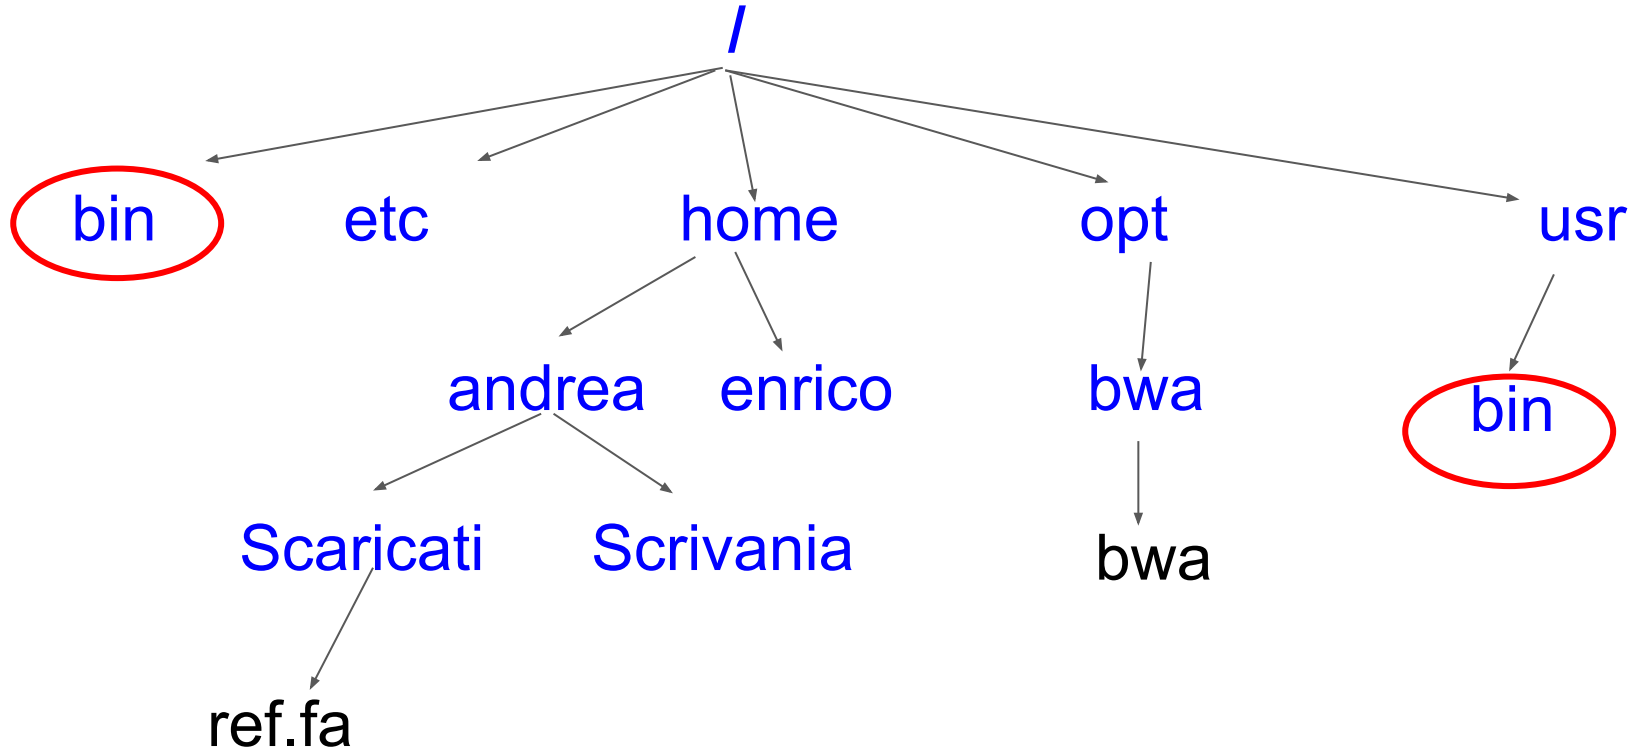 /
bin etc home opt usr
andrea enrico bwa bin
Scaricati Scrivania bwa
ref.fa